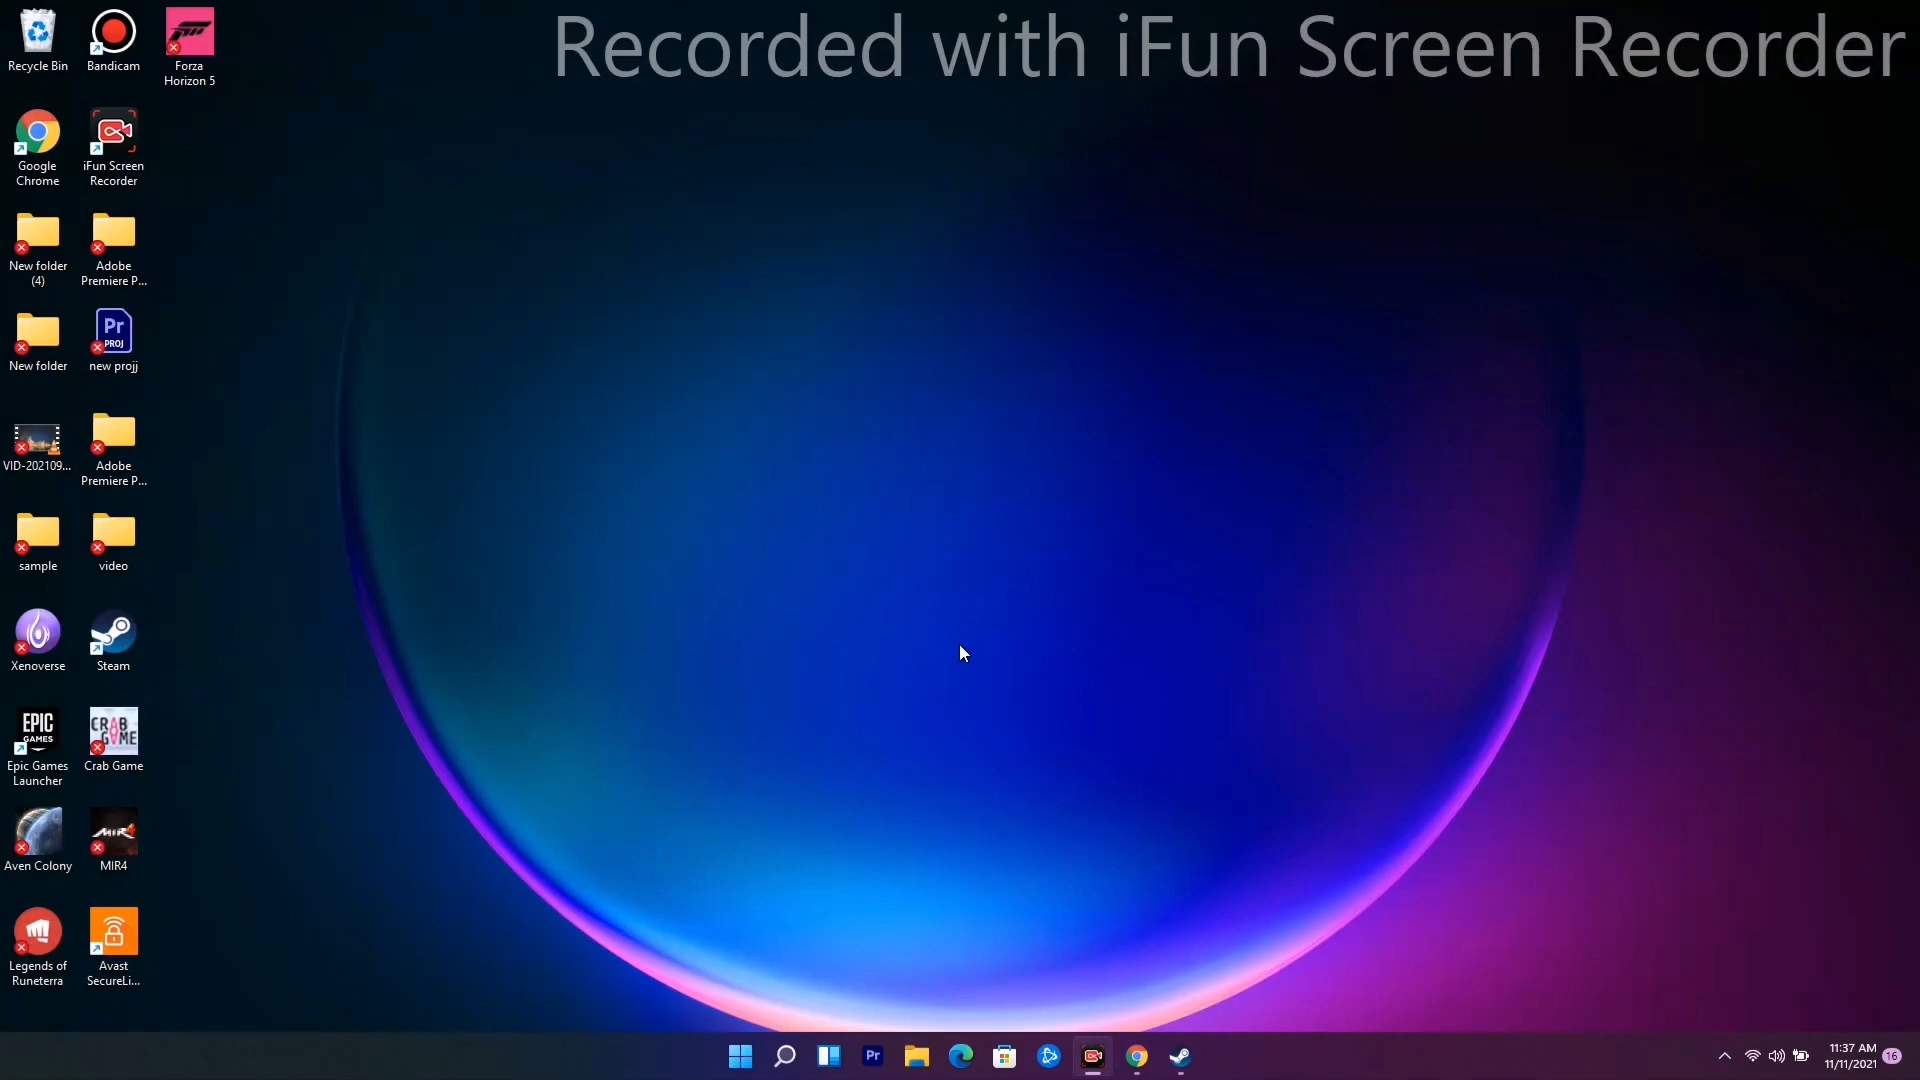 Recorded with iFun Screen Recorder
Recycle Bin
Bandicam
Forza
Horizon 5
Google
Chrome
iFun Screen
Recorder
New folder
(4)
Adobe
Premiere P...
New folder
Pr
PROJ
new projj
VID-202109...
Adobe
Premiere P...
sample
video
Xenoverse
Steam
EPIC
GAMES
Epic Games
Launcher
CRAB
GAME
Crab Game
Aven Colony
MIR4
MIR4
Legends of
Runeterra
Avast
SecureLi...
Pr
11:37 AM
11/11/2021
16